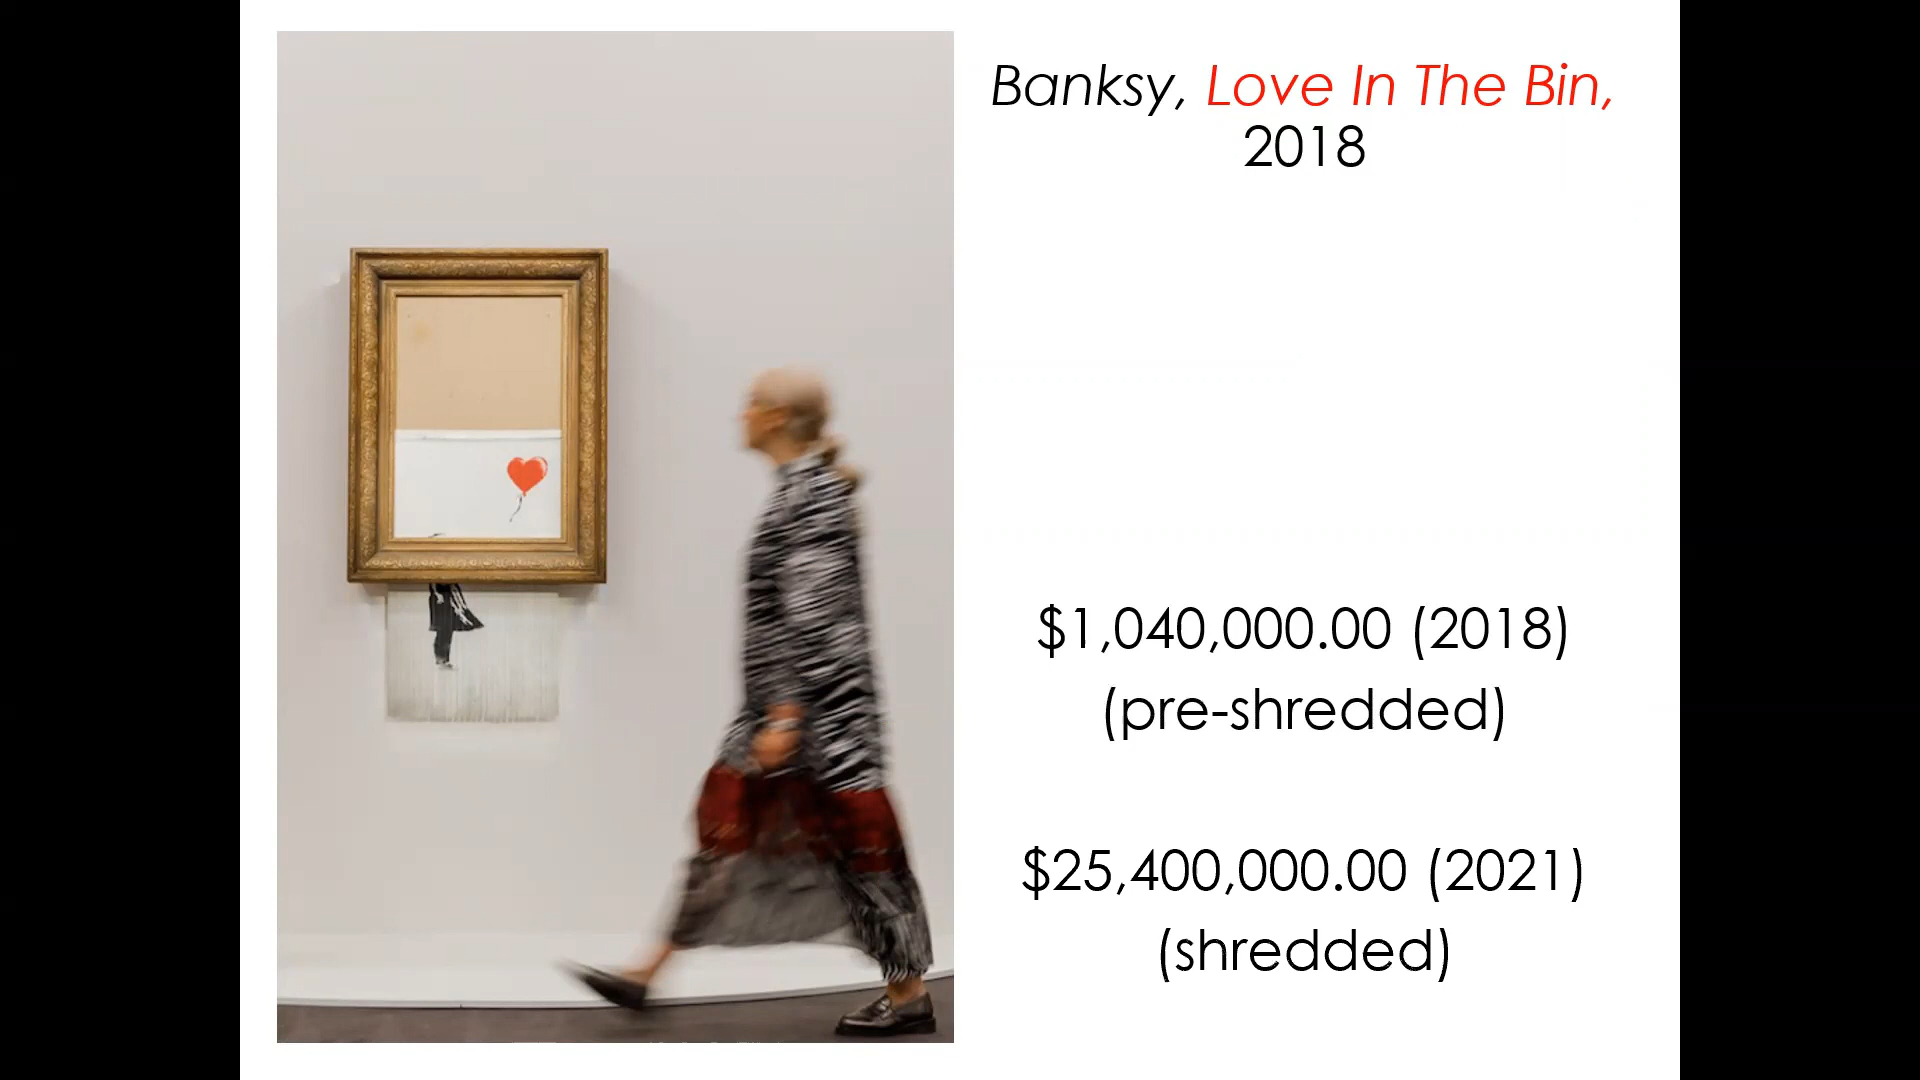 Banksy, Love In The Bin,
2018
$1,040,000.00 (2018)
(pre-shredded)
$25,400,000.00 (2021)
(shredded)